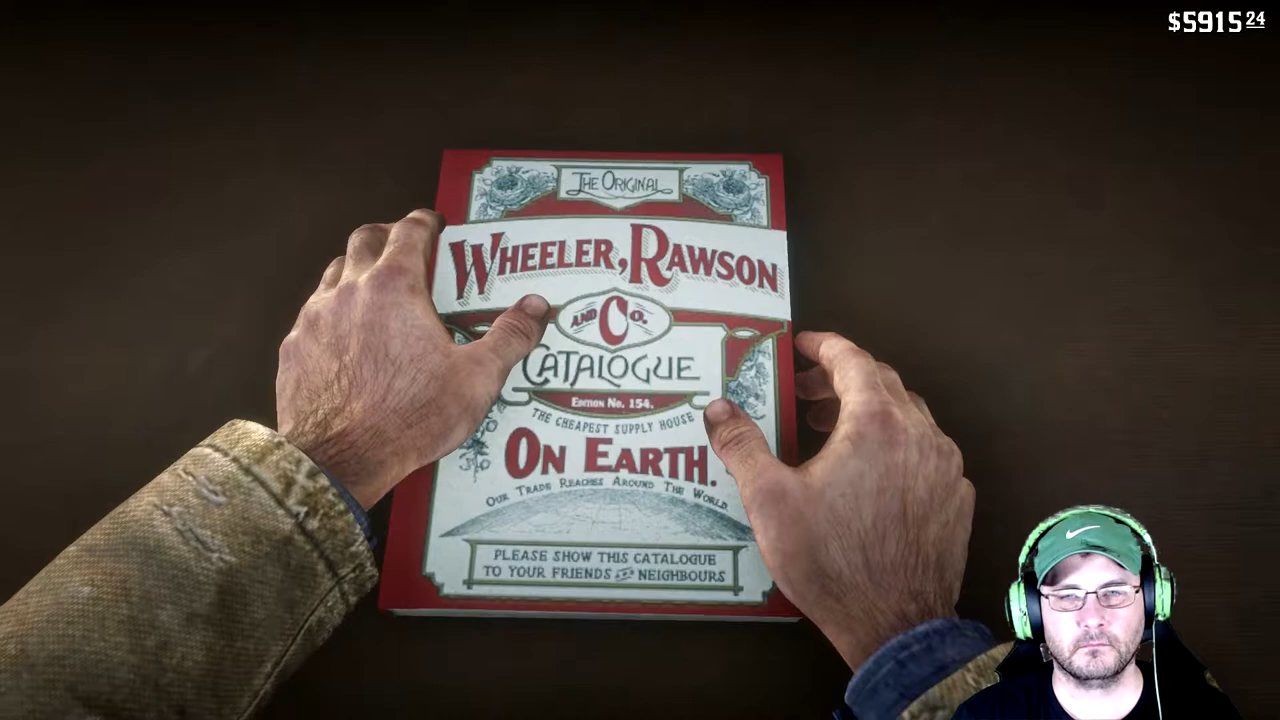 $5915 24
THE ORIGINAL
WHEELER, RAWSON
AND CO.
CATALOGUE
EDITION No. 154.
THE CHEAPEST SUPPLY HOUSE
ON EARTH.
OUR TRADE REACHES AROUND THE WORLD
PLEASE SHOW THIS CATALOGUE
TO YOUR FRIENDS AND NEIGHBOURS